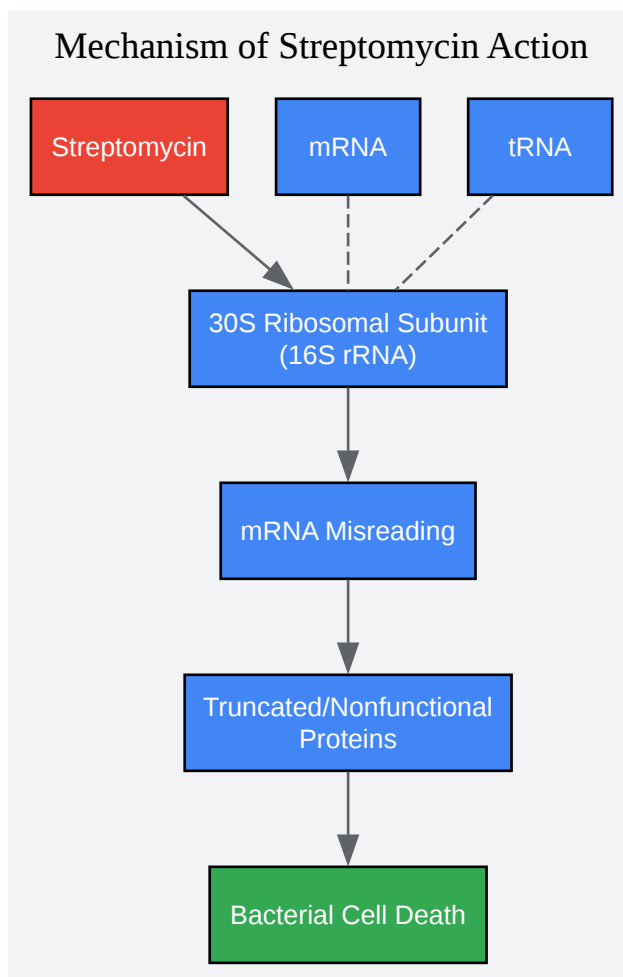 Mechanism of Streptomycin Action
Streptomycin
mRNA
tRNA
30S Ribosomal Subunit
(16S rRNA)
mRNA Misreading
Truncated/Nonfunctional
Proteins
Bacterial Cell Death